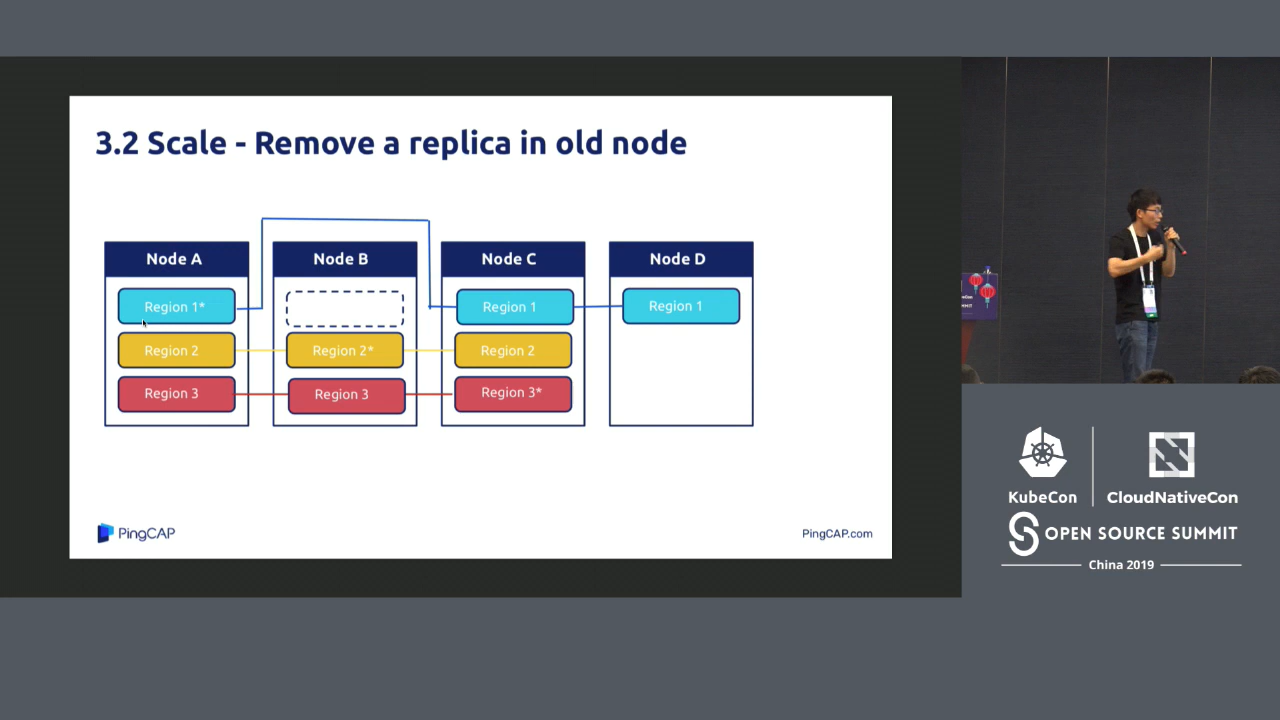 3.2 Scale - Remove a replica in old node
Node A
Node B
Node C
Node D
Region 1*
Region 1
Region 1
Region 2
Region 2*
Region 2
Region 3
Region 3
Region 3*
PingCAP
PingCAP.com
KubeCon
CloudNativeCon
OPEN SOURCE SUMMIT
China 2019